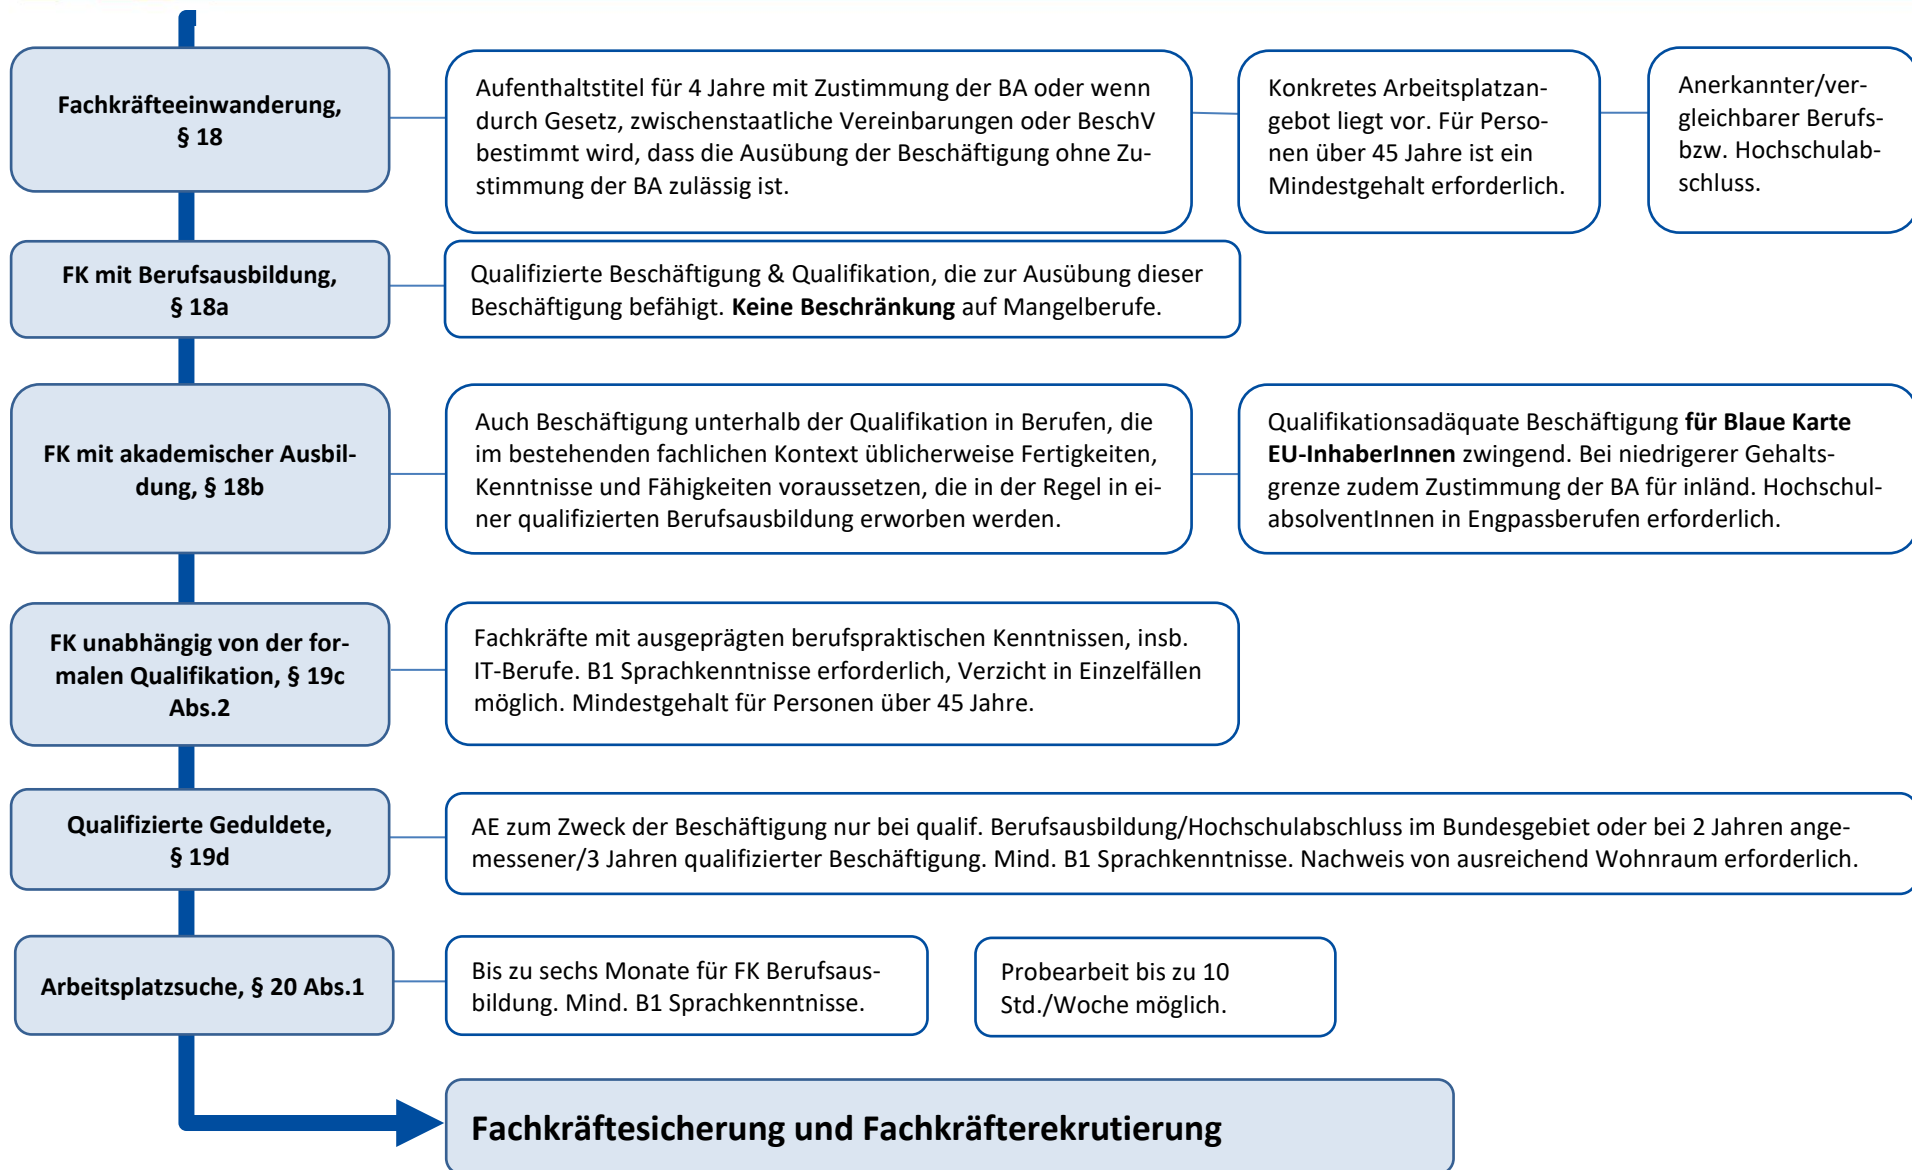 Fachkräfteeinwanderung,
§ 18
Aufenthaltstitel für 4 Jahre mit Zustimmung der BA oder wenn
durch Gesetz, zwischenstaatliche Vereinbarungen oder BeschV
bestimmt wird, dass die Ausübung der Beschäftigung ohne Zu-
stimmung der BA zulässig ist.
Konkretes Arbeitsplatzan-
gebot liegt vor. Für Perso-
nen über 45 Jahre ist ein
Mindestgehalt erforderlich.
Anerkannter/ver-
gleichbarer Berufs-
bzw. Hochschulab-
schluss.
FK mit Berufsausbildung,
§ 18a
Qualifizierte Beschäftigung & Qualifikation, die zur Ausübung dieser
Beschäftigung befähigt. Keine Beschränkung auf Mangelberufe.
FK mit akademischer Ausbil-
dung, § 18b
Auch Beschäftigung unterhalb der Qualifikation in Berufen, die
im bestehenden fachlichen Kontext üblicherweise Fertigkeiten,
Kenntnisse und Fähigkeiten voraussetzen, die in der Regel in ei-
ner qualifizierten Berufsausbildung erworben werden.
Qualifikationsadäquate Beschäftigung für Blaue Karte
EU-InhaberInnen zwingend. Bei niedrigerer Gehalts-
grenze zudem Zustimmung der BA für inländ. Hochschul-
absolventInnen in Engpassberufen erforderlich.
FK unabhängig von der for-
malen Qualifikation, § 19c
Abs.2
Fachkräfte mit ausgeprägten berufspraktischen Kenntnissen, insb.
IT-Berufe. B1 Sprachkenntnisse erforderlich, Verzicht in Einzelfällen
möglich. Mindestgehalt für Personen über 45 Jahre.
Qualifizierte Geduldete,
§ 19d
AE zum Zweck der Beschäftigung nur bei qualif. Berufsausbildung/Hochschulabschluss im Bundesgebiet oder bei 2 Jahren ange-
messener/3 Jahren qualifizierter Beschäftigung. Mind. B1 Sprachkenntnisse. Nachweis von ausreichend Wohnraum erforderlich.
Arbeitsplatzsuche, § 20 Abs.1
Bis zu sechs Monate für FK Berufsaus-
bildung. Mind. B1 Sprachkenntnisse.
Probearbeit bis zu 10
Std./Woche möglich.
Fachkräftesicherung und Fachkräfterekrutierung